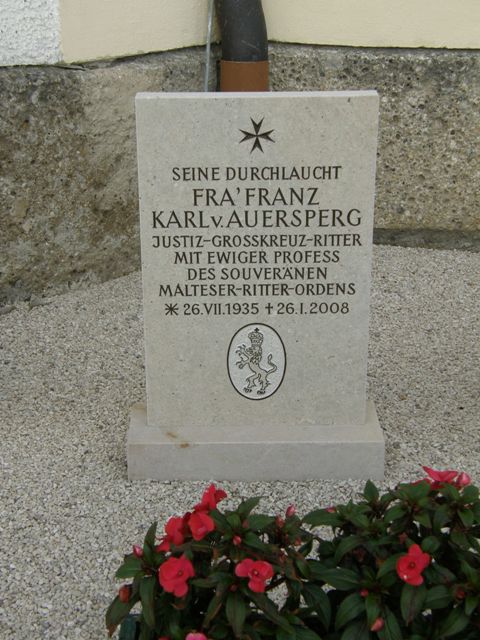 SEINE DURCHLAUCHT
FRA' FRANZ
KARL v. AUERSPERG
JUSTIZ-GROSSKREUZ-RITTER
MIT EWIGER PROFESS
DES SOUVERÄNEN
MALTESER-RITTER-ORDENS
* 26.VII.1935 ✝ 26.I.2008